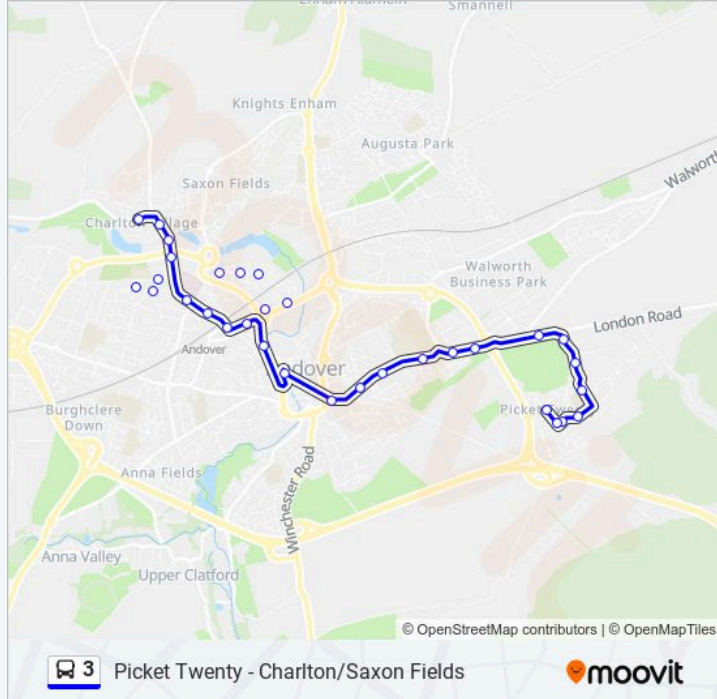 Smannell
Knights Enham
Augusta Park
Walworth
Saxon Fields
Charlton Village
Walworth
Business Park
London Road
Andover
Andover
Burghclere
Down
Picket Twenty
Anna Fields
Winchester Road
Anna Valley
Upper Clatford
© OpenStreetMap contributors | © OpenMapTiles
3 Picket Twenty - Charlton/Saxon Fields
moovit